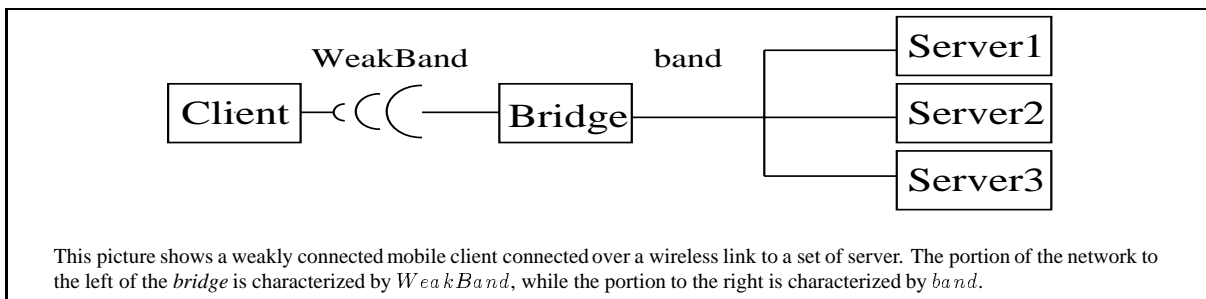 WeakBand
band
Client
Bridge
Server1
Server2
Server3
This picture shows a weakly connected mobile client connected over a wireless link to a set of server. The portion of the network to
the left of the bridge is characterized by WeakBand, while the portion to the right is characterized by band.